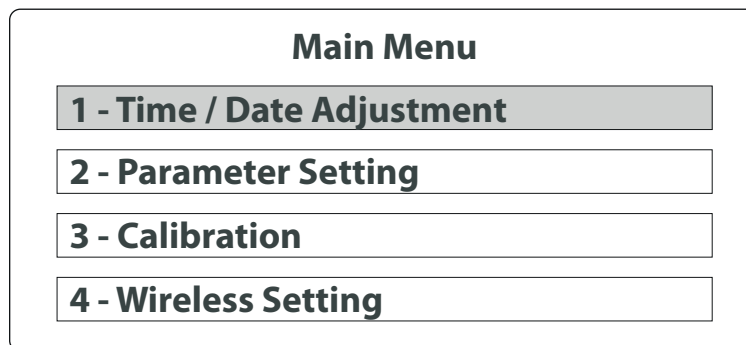 Main Menu
1 - Time / Date Adjustment
2 - Parameter Setting
3 - Calibration
4 - Wireless Setting